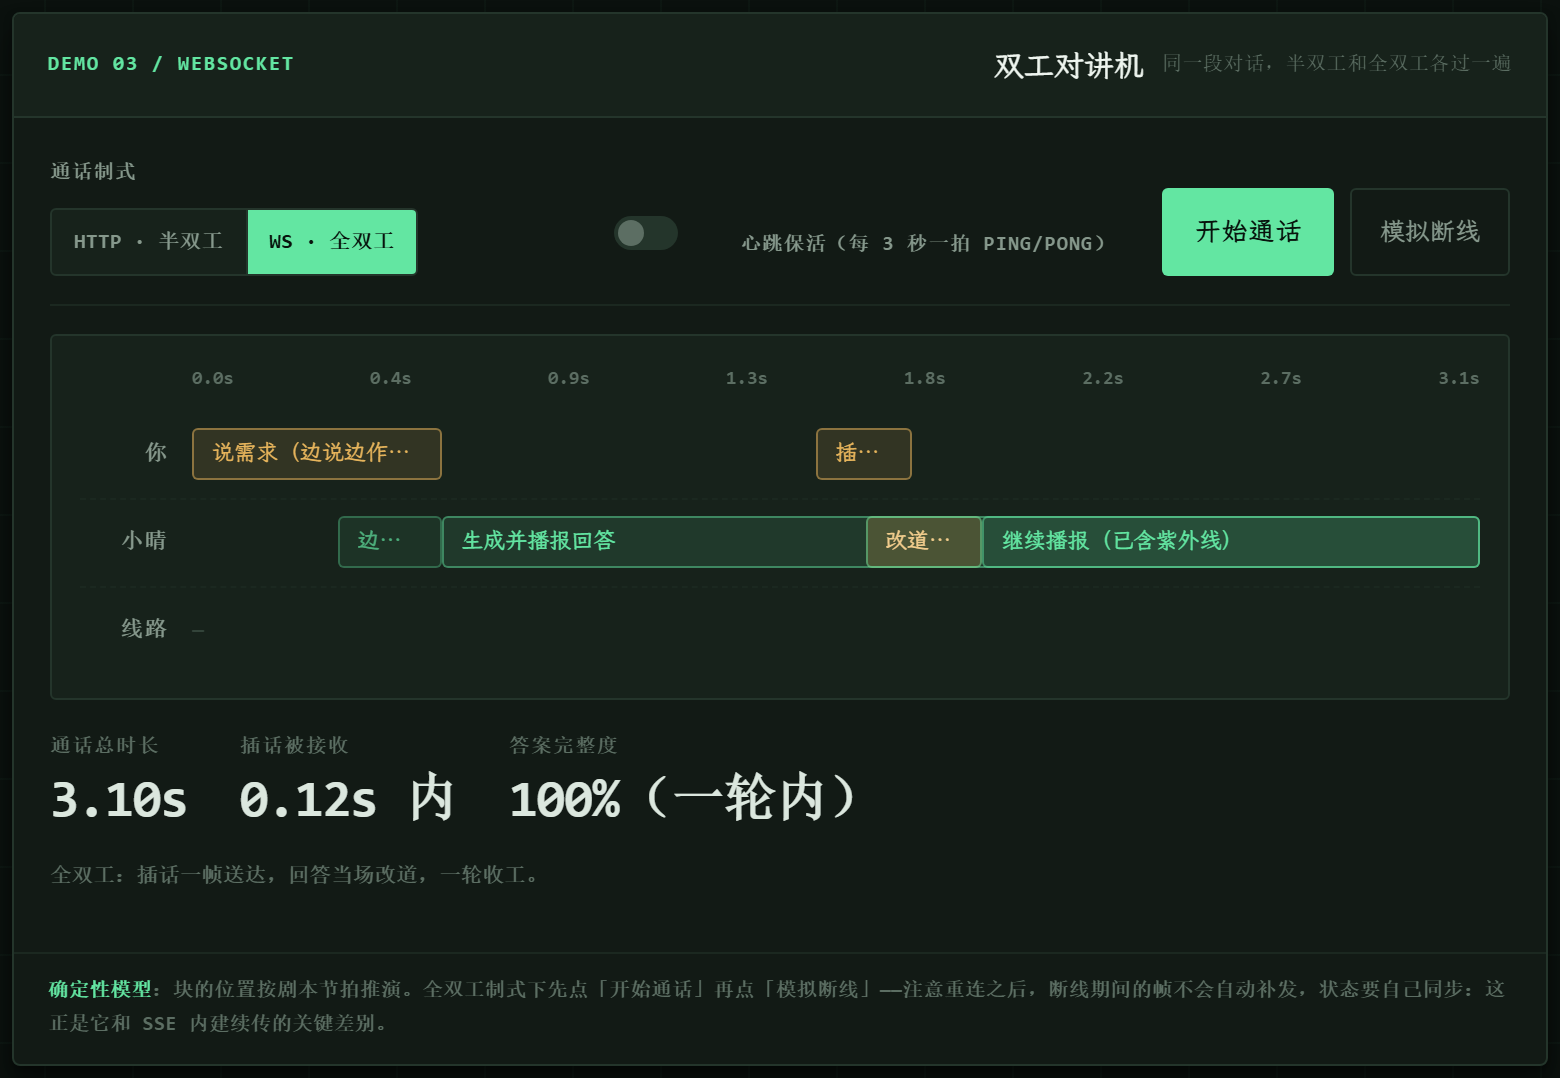 DEMO 03 / WEBSOCKET
双工对讲机 同一段对话，半双工和全双工各过一遍
通话制式
HTTP · 半双工 WS · 全双工
心跳保活（每 3 秒一拍 PING/PONG）
开始通话 模拟断线
0.0s 0.4s 0.9s 1.3s 1.8s 2.2s 2.7s 3.1s
你 说需求（边说边作… 插…
小晴 边… 生成并播报回答 改道… 继续播报（已含紫外线）
线路 —
通话总时长 插话被接收 答案完整度
3.10s 0.12s 内 100%（一轮内）
全双工：插话一帧送达，回答当场改道，一轮收工。
确定性模型：块的位置按剧本节拍推演。全双工制式下先点「开始通话」再点「模拟断线」——注意重连之后，断线期间的帧不会自动补发，状态要自己同步：这
正是它和 SSE 内建续传的关键差别。